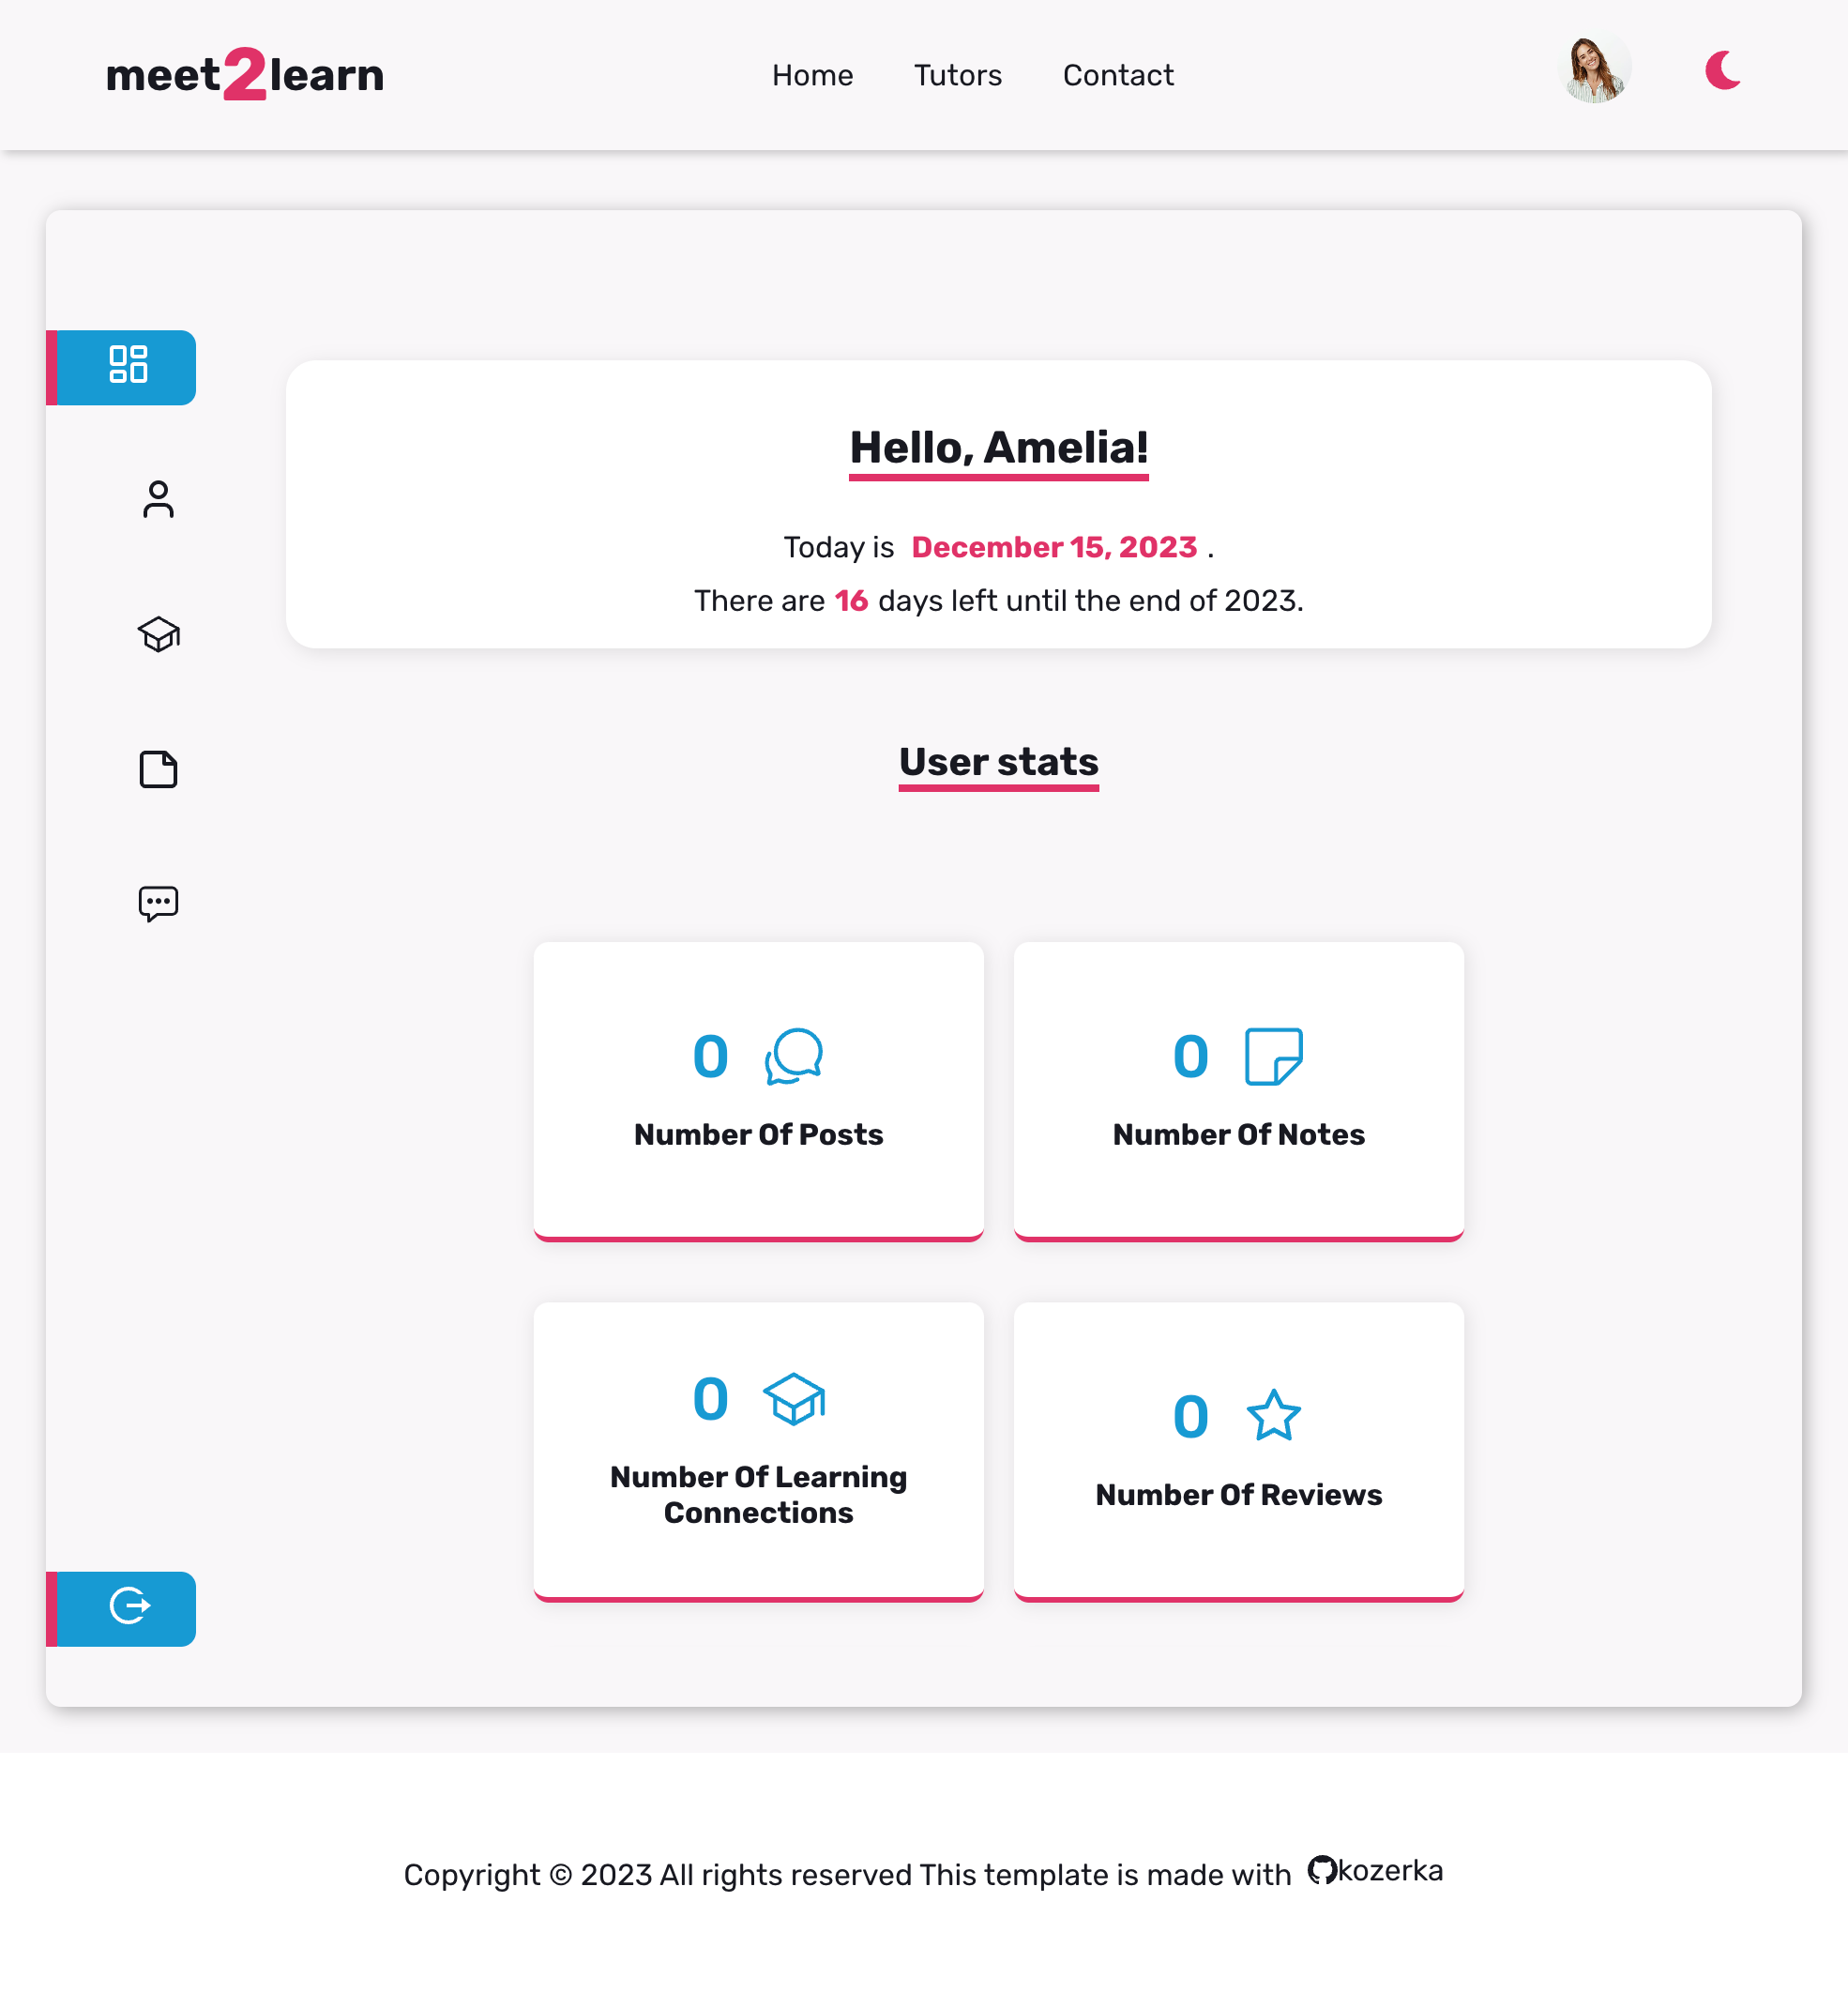 meet2learn
Home Tutors Contact
Hello, Amelia!
Today is December 15, 2023 .
There are 16 days left until the end of 2023.
User stats
0
Number Of Posts
0
Number Of Notes
0
Number Of Learning
Connections
0
Number Of Reviews
Copyright © 2023 All rights reserved This template is made with kozerka